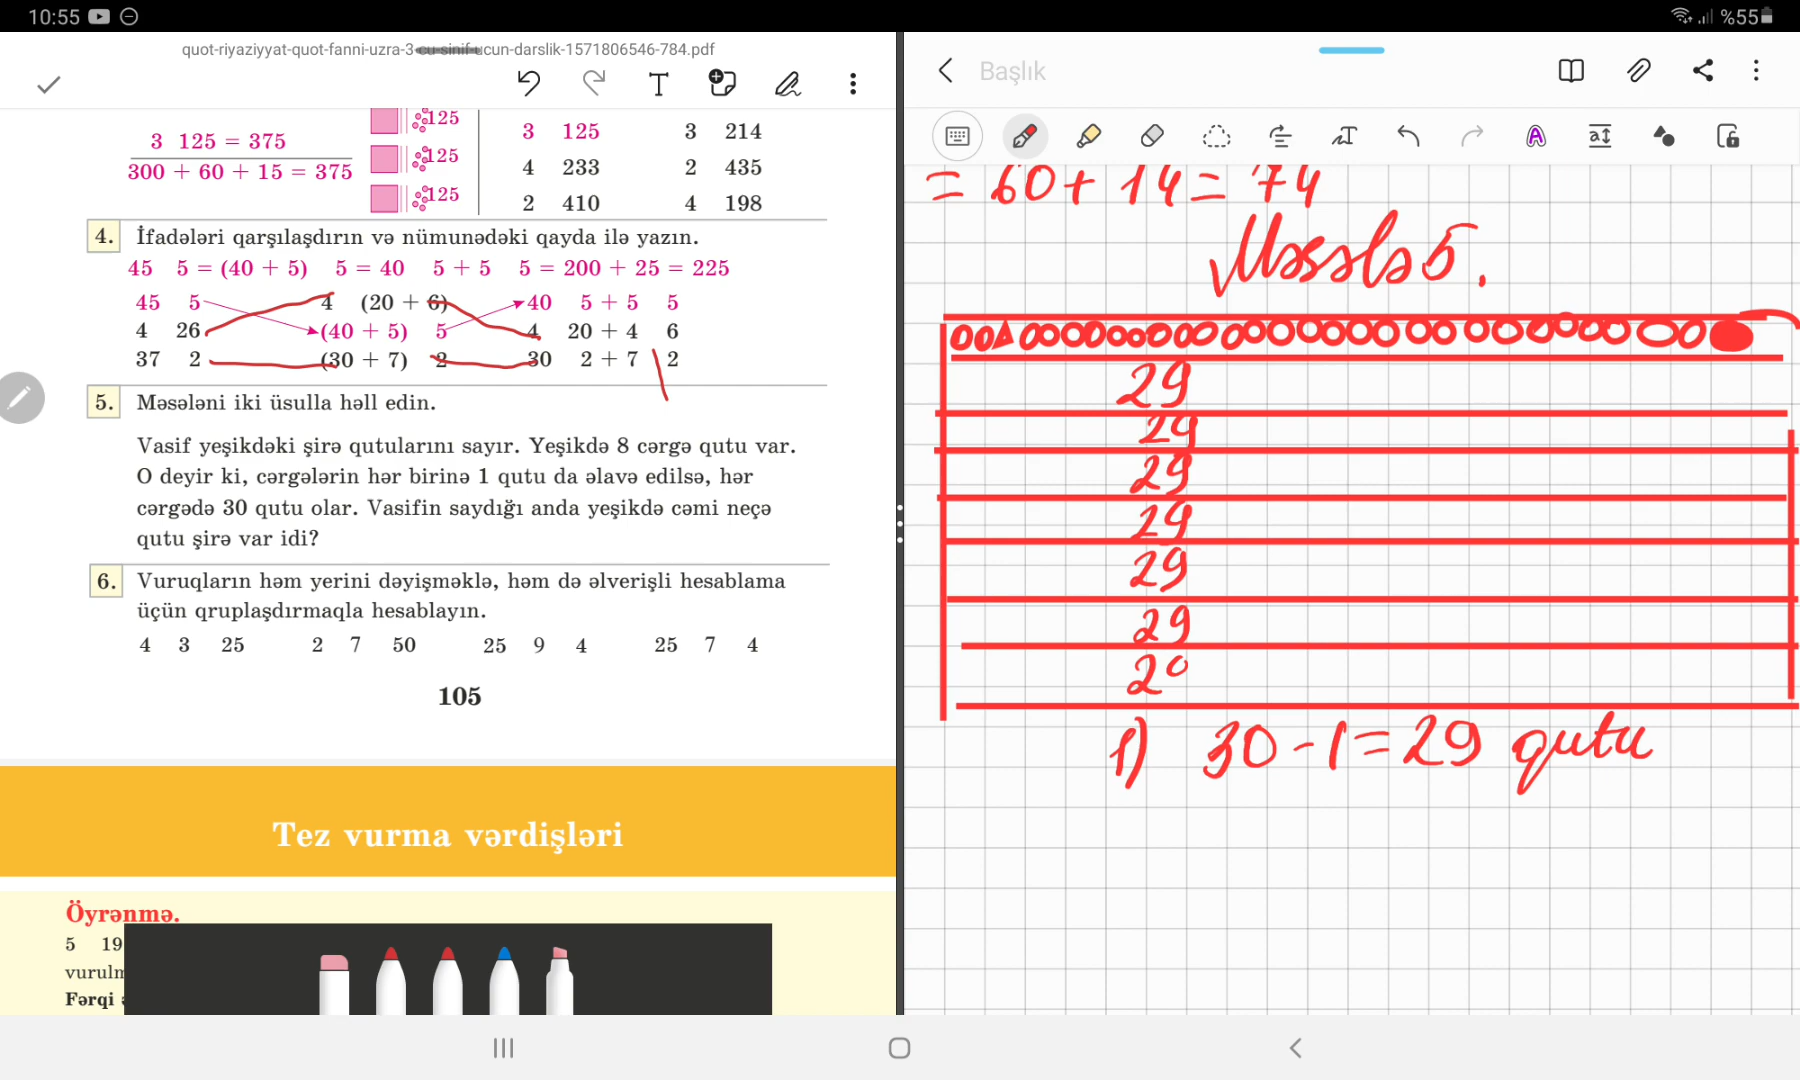 10:55
%55
quot-riyaziyyat-quot-fanni-uzra-3-cu-sinif-ucun-darslik-1571806546-784.pdf
T
3 125 = 375
300 + 60 + 15 = 375
125
125
125
3 125 3 214
4 233 2 435
2 410 4 198
4. İfadələri qarşılaşdırın və nümunədəki qayda ilə yazın.
45 5 = (40 + 5) 5 = 40 5 + 5 5 = 200 + 25 = 225
45 5 4 (20 + 6) 40 5 + 5 5
4 26 (40 + 5) 5 4 20 + 4 6
37 2 (30 + 7) 2 30 2 + 7 2
5. Məsələni iki üsulla həll edin.
Vasif yeşikdəki şirə qutularını sayır. Yeşikdə 8 cərgə qutu var.
O deyir ki, cərgələrin hər birinə 1 qutu da əlavə edilsə, hər
cərgədə 30 qutu olar. Vasifin saydığı anda yeşikdə cəmi neçə
qutu şirə var idi?
6. Vuruqların həm yerini dəyişməklə, həm də əlverişli hesablama
üçün qruplaşdırmaqla hesablayın.
4 3 25 2 7 50 25 9 4 25 7 4
105
Tez vurma vərdişləri
Öyrənmə.
5 19
vurulm
Fərqi
Başlık
= 60 + 14 = 74
Məsələ 5.
29
29
29
29
29
29
29
1) 30 - 1 = 29 qutu